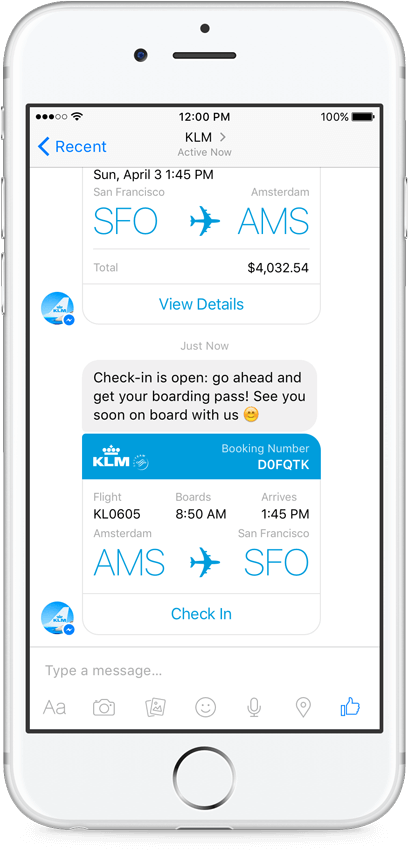 12:00 PM 100%
Recent KLM
Active Now
Sun, April 3 1:45 PM
San Francisco Amsterdam
SFO AMS
Total $4,032.54
View Details
KLM
Just Now
Check-in is open: go ahead and
get your boarding pass! See you
soon on board with us 😊
KLM Booking Number
D0FQTK
Flight Boards Arrives
KL0605 8:50 AM 1:45 PM
Amsterdam San Francisco
AMS SFO
Check In
KLM
Type a message...
Aa